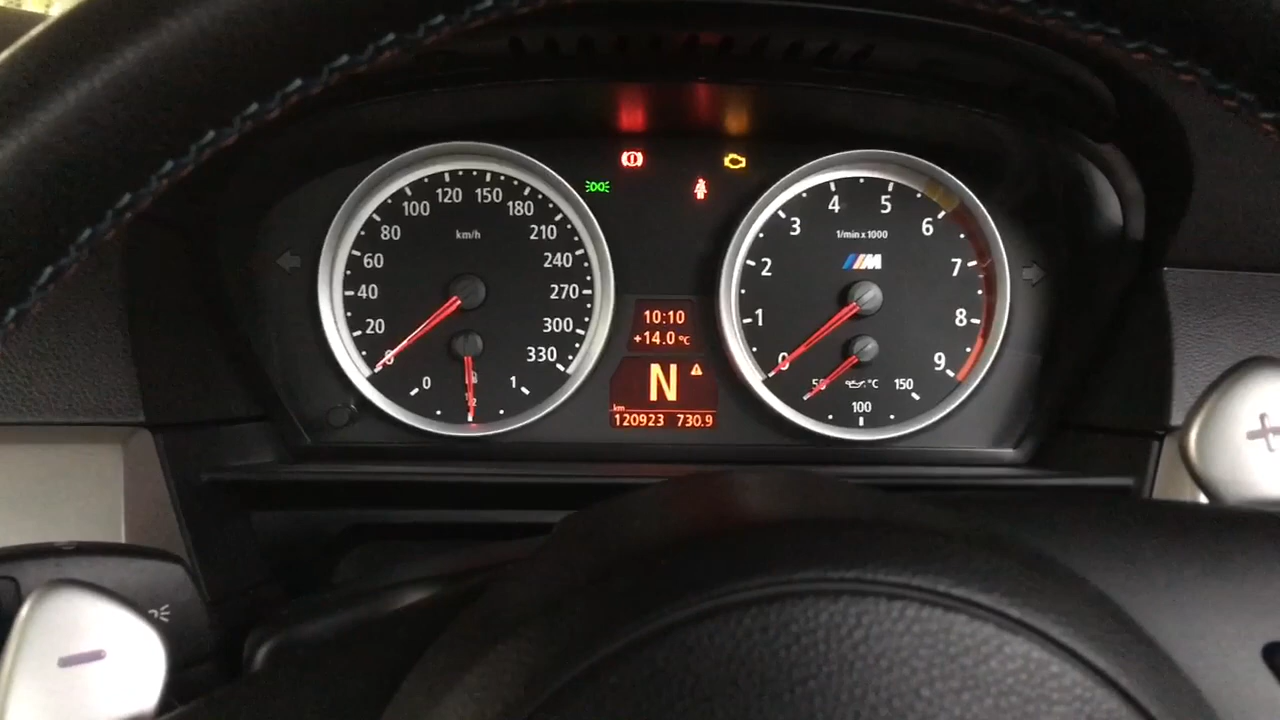 120 150
100 180
80 km/h 210
60 240
40 270
20 300
0 330
0 1/2 1
10:10
+14.0 °C
N
km
120923 730.9
4 5
3 1/min x 1000 6
2 M 7
1 8
0 9
50 °C 150
100
+
-